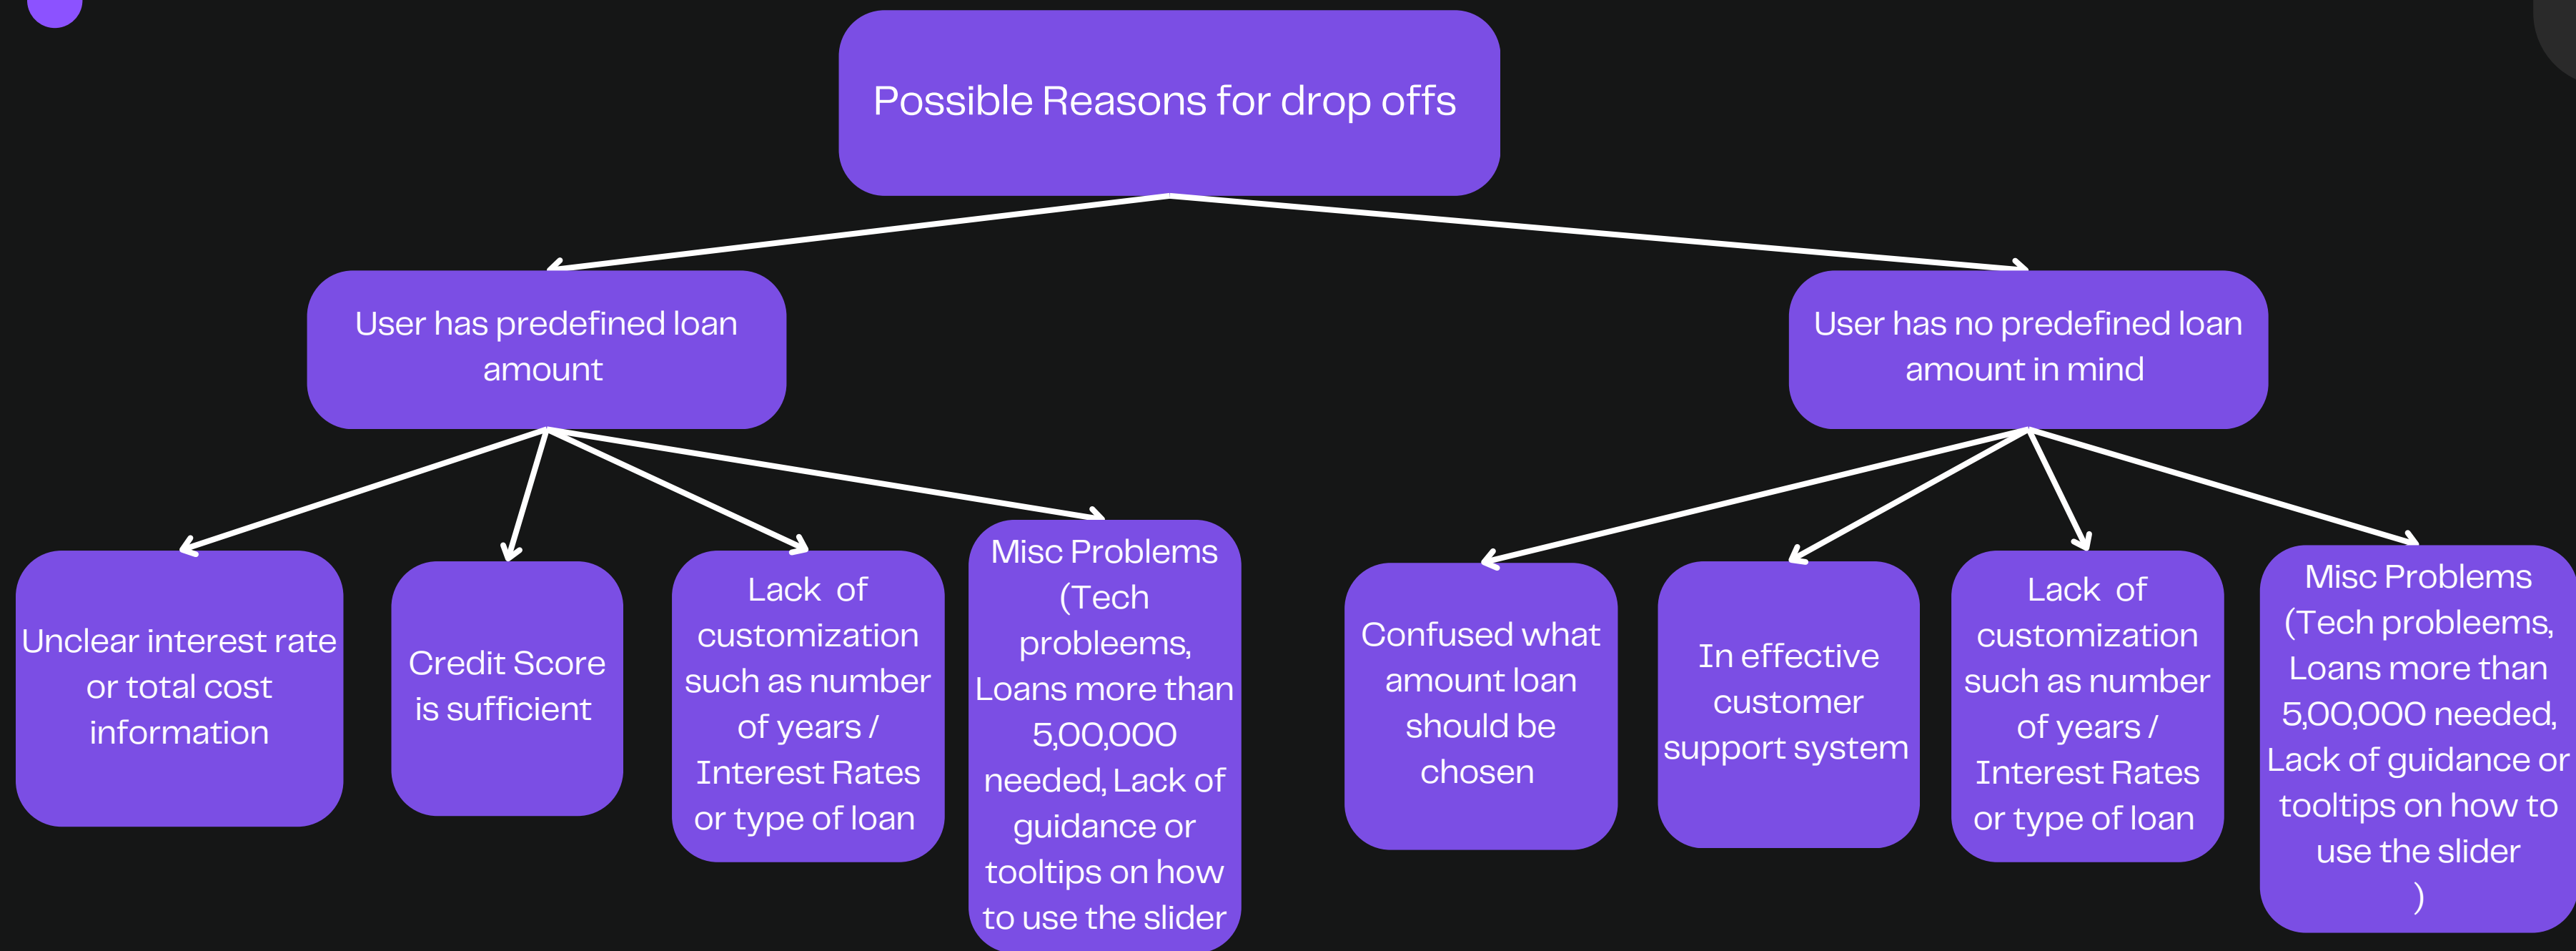 Possible Reasons for drop offs
User has predefined loan
amount
User has no predefined loan
amount in mind
Unclear interest rate
or total cost
information
Credit Score
is sufficient
Lack of
customization
such as number
of years /
Interest Rates
or type of loan
Misc Problems
(Tech
probleems,
Loans more than
5,00,000
needed, Lack of
guidance or
tooltips on how
to use the slider
Confused what
amount loan
should be
chosen
In effective
customer
support system
Lack of
customization
such as number
of years /
Interest Rates
or type of loan
Misc Problems
(Tech probleems,
Loans more than
5,00,000 needed,
Lack of guidance or
tooltips on how to
use the slider
)